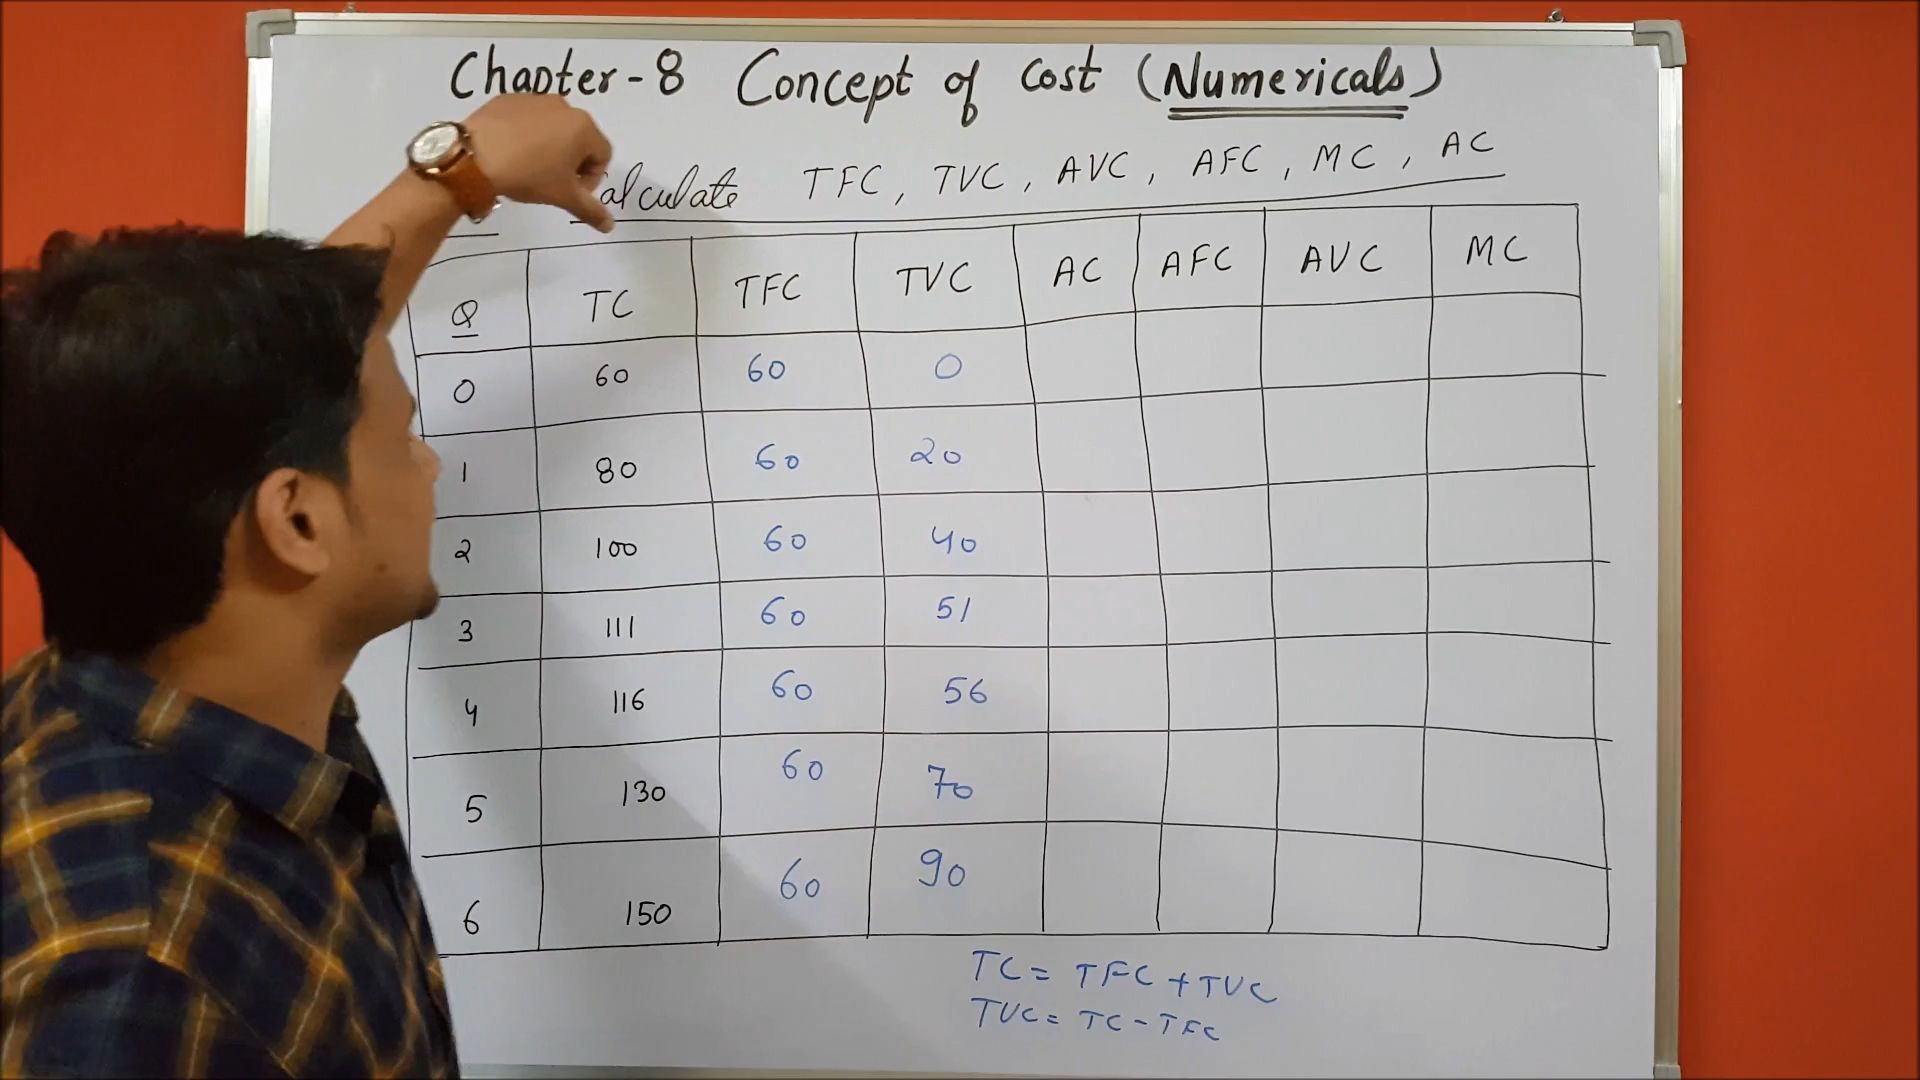 Chapter-8 Concept of Cost (Numericals)
alculate TFC, TVC, AVC, AFC, MC, AC
Q TC TFC TVC AC AFC AVC MC
0 60 60 0
1 80 60 20
2 100 60 40
3 111 60 51
4 116 60 56
5 130 60 70
6 150 60 90
TC = TFC + TVC
TVC = TC - TFC